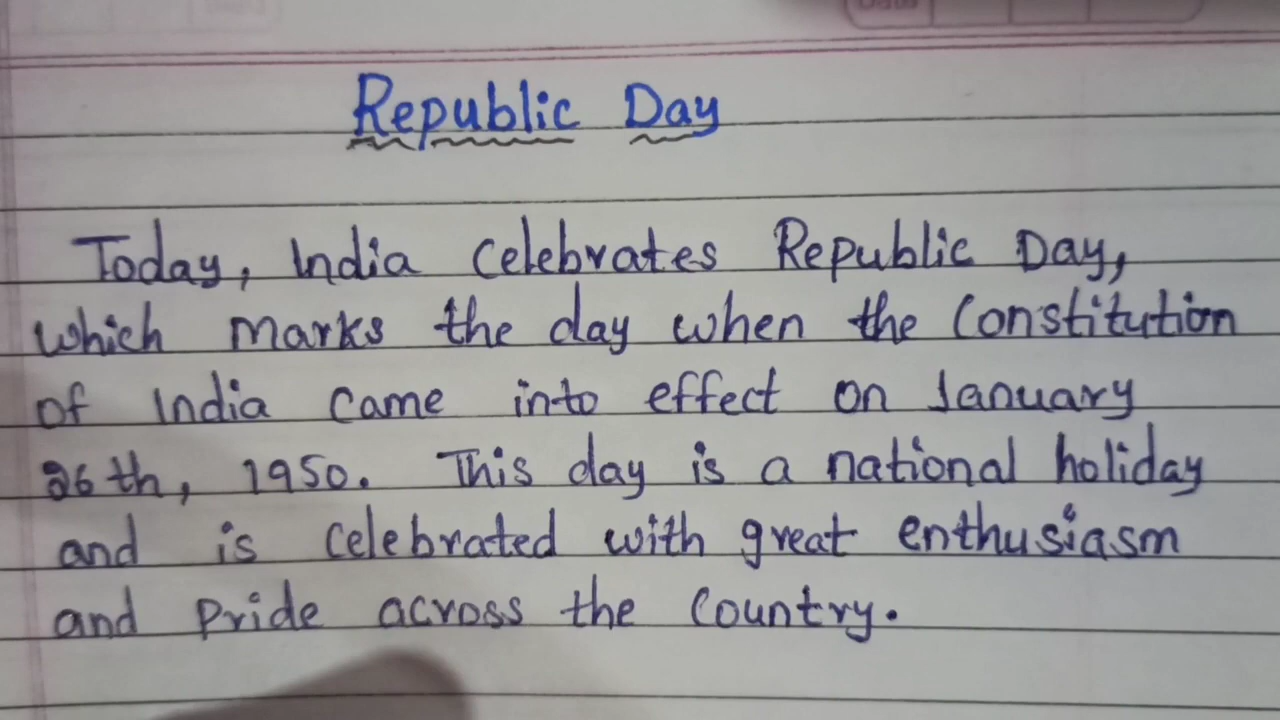 Date
Republic Day
Today, India celebrates Republic Day,
which marks the day when the Constitution
of India came into effect on January
26th, 1950. This day is a national holiday
and is celebrated with great enthusiasm
and pride across the country.